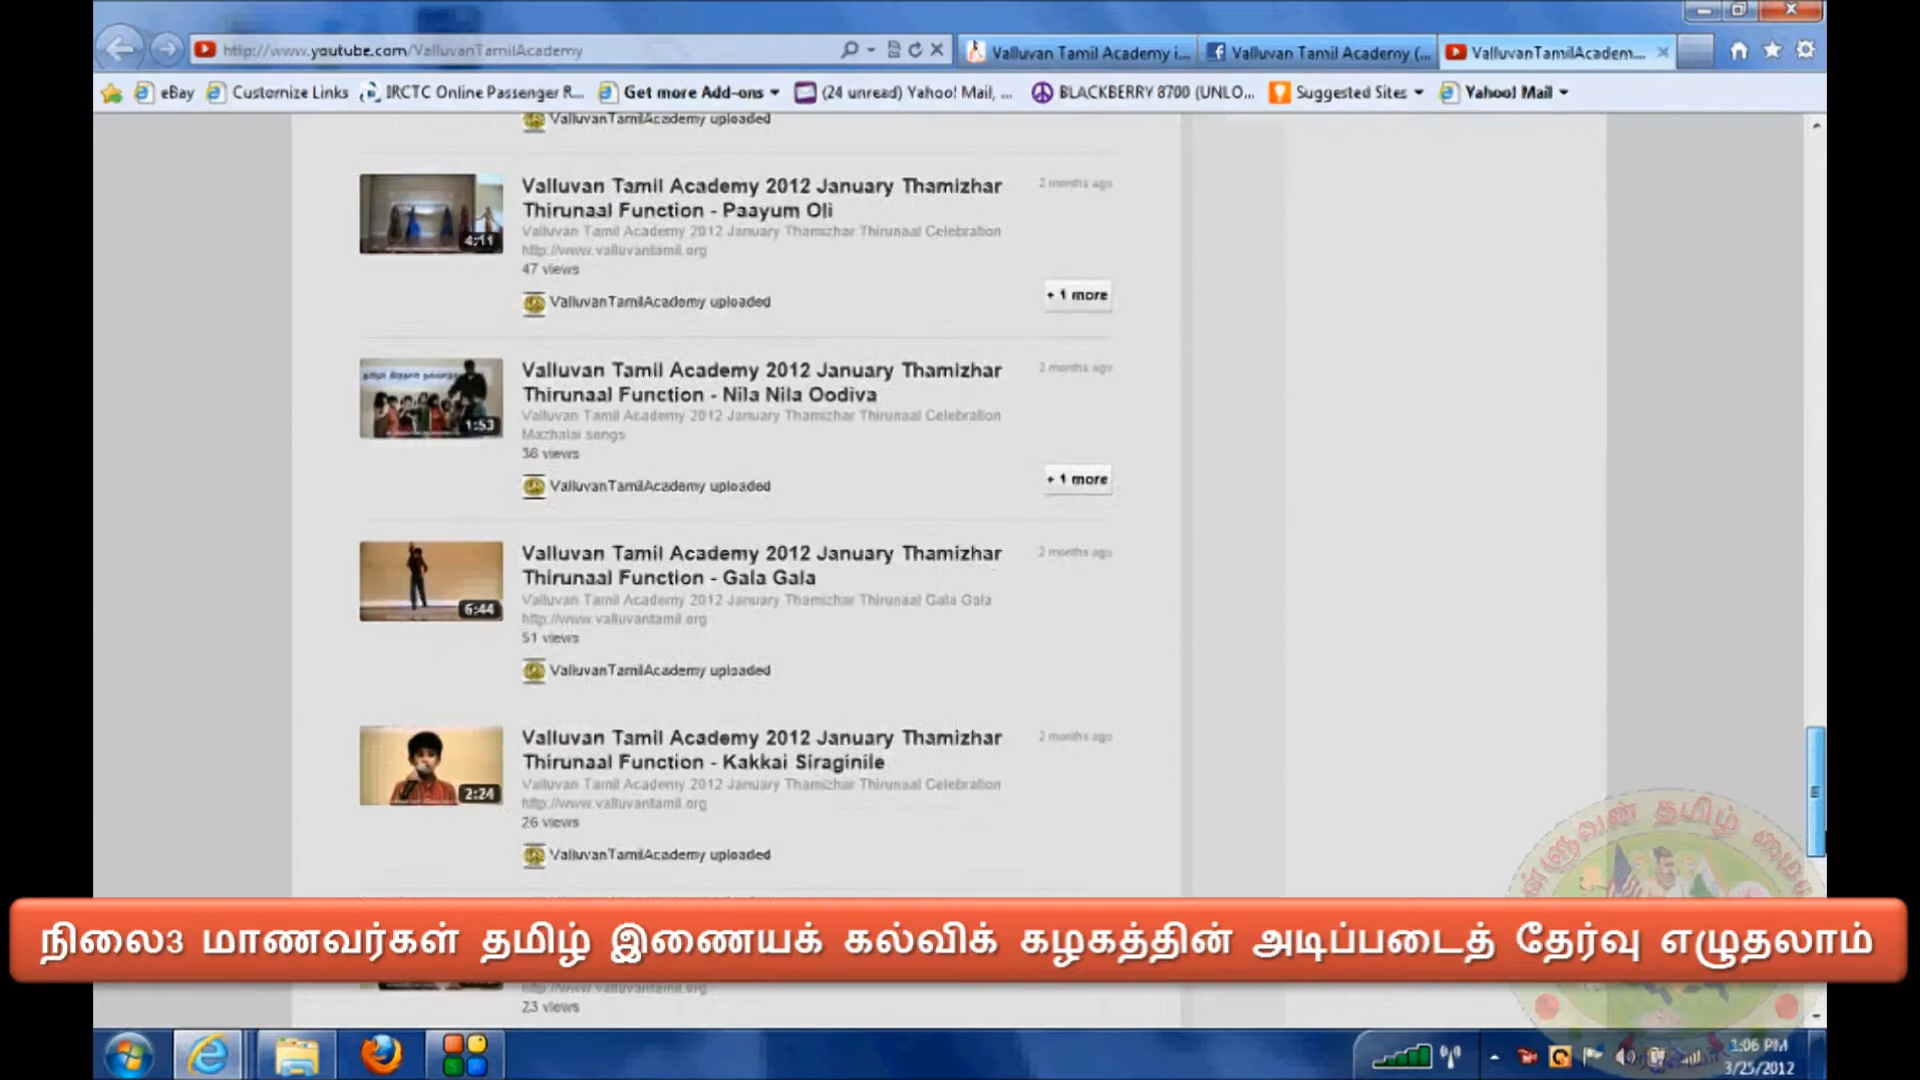 http://www.youtube.com/ValluvanTamilAcademy
Valluvan Tamil Academy i...
Valluvan Tamil Academy (...
ValluvanTamilAcadem...
eBay
Customize Links
IRCTC Online Passenger R...
Get more Add-ons
(24 unread) Yahoo! Mail, ...
BLACKBERRY 8700 (UNLO...
Suggested Sites
Yahoo! Mail
ValluvanTamilAcademy uploaded
Valluvan Tamil Academy 2012 January Thamizhar
Thirunaal Function - Paayum Oli
2 months ago
Valluvan Tamil Academy 2012 January Thamizhar Thirunaal Celebration
http://www.valluvantamil.org
47 views
4:11
ValluvanTamilAcademy uploaded
+ 1 more
Valluvan Tamil Academy 2012 January Thamizhar
Thirunaal Function - Nila Nila Oodiva
2 months ago
Valluvan Tamil Academy 2012 January Thamizhar Thirunaal Celebration
Mazhalai songs
36 views
1:53
ValluvanTamilAcademy uploaded
+ 1 more
Valluvan Tamil Academy 2012 January Thamizhar
Thirunaal Function - Gala Gala
2 months ago
Valluvan Tamil Academy 2012 January Thamizhar Thirunaal Gala Gala
http://www.valluvantamil.org
51 views
6:44
ValluvanTamilAcademy uploaded
Valluvan Tamil Academy 2012 January Thamizhar
Thirunaal Function - Kakkai Siraginile
2 months ago
Valluvan Tamil Academy 2012 January Thamizhar Thirunaal Celebration
http://www.valluvantamil.org
26 views
2:24
ValluvanTamilAcademy uploaded
தமிழ்
நிலை3 மாணவர்கள் தமிழ் இணையக் கல்விக் கழகத்தின் அடிப்படைத் தேர்வு எழுதலாம்
http://www.valluvantamil.org
23 views
1:06 PM
3/25/2012